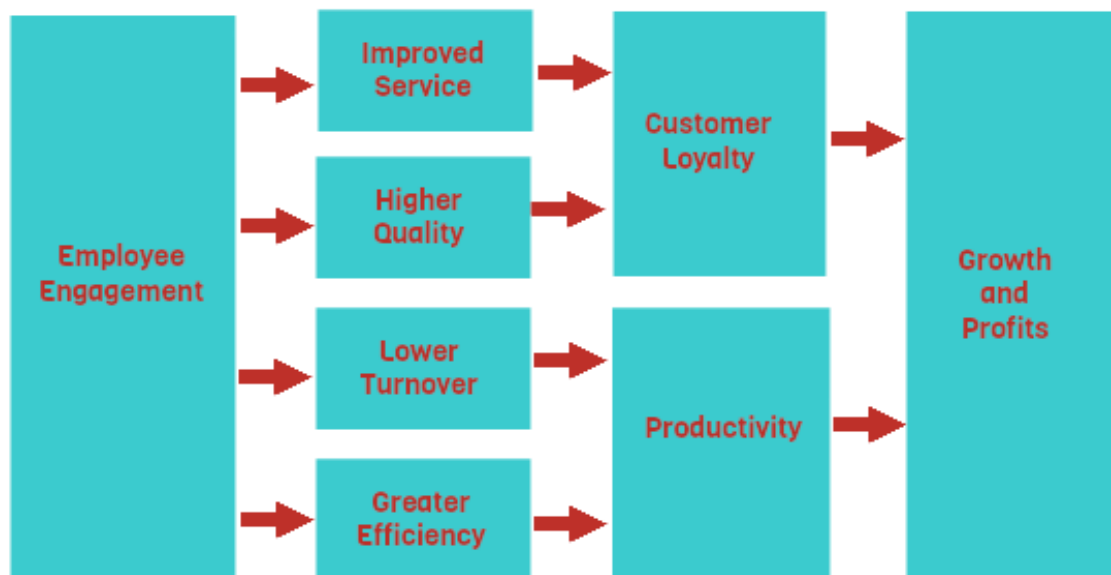 Employee
Engagement
Improved
Service
Higher
Quality
Lower
Turnover
Greater
Efficiency
Customer
Loyalty
Productivity
Growth
and
Profits